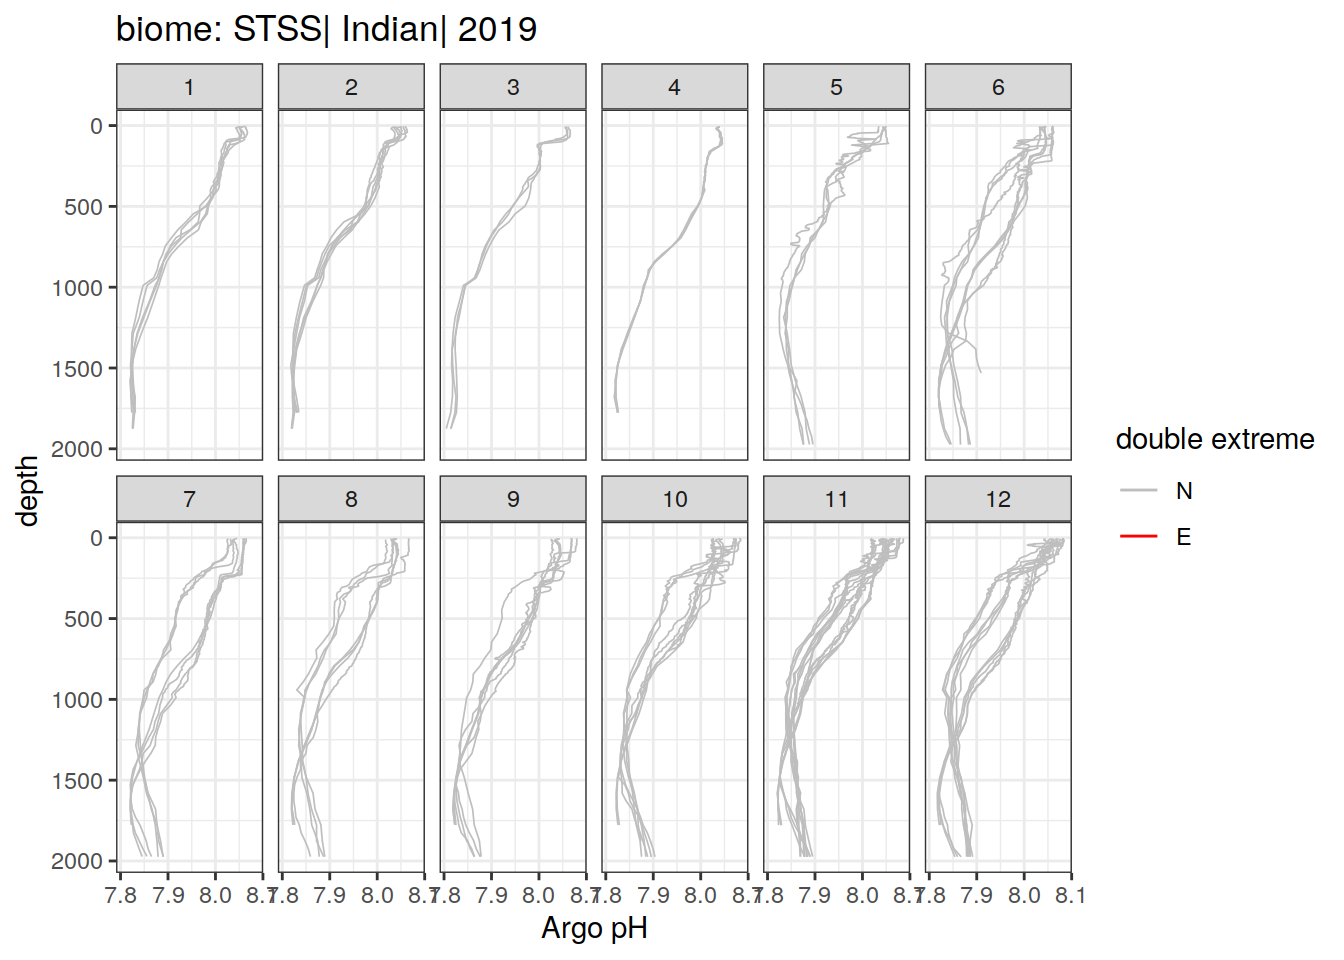 biome: STSS| Indian| 2019
1 2 3 4 5 6
0
500
1000
1500
2000
7 8 9 10 11 12
0
500
1000
1500
2000
7.8 7.9 8.0 8.1 7.8 7.9 8.0 8.1 7.8 7.9 8.0 8.1 7.8 7.9 8.0 8.1 7.8 7.9 8.0 8.1 7.8 7.9 8.0 8.1
Argo pH
depth
double extreme
N
E